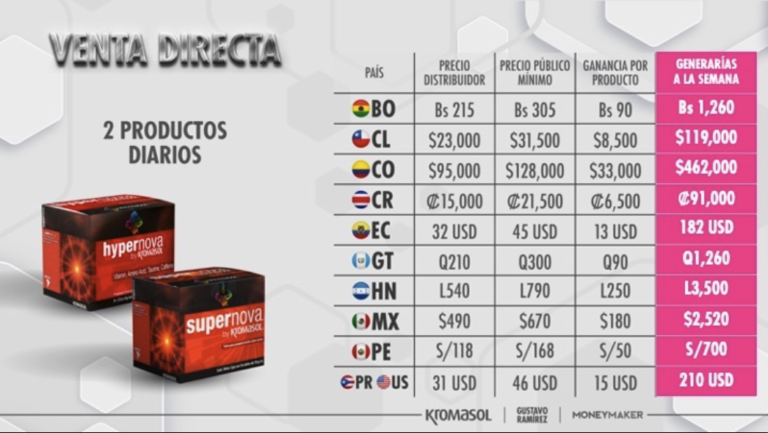 VENTA DIRECTA
2 PRODUCTOS
DIARIOS
hypernova
by KROMASOL
supernova
by KROMASOL
PAÍS PRECIO DISTRIBUIDOR PRECIO PÚBLICO MÍNIMO GANANCIA POR PRODUCTO GENERARÍAS A LA SEMANA
BO Bs 215 Bs 305 Bs 90 Bs 1,260
CL $23,000 $31,500 $8,500 $119,000
CO $95,000 $128,000 $33,000 $462,000
CR ₡15,000 ₡21,500 ₡6,500 ₡91,000
EC 32 USD 45 USD 13 USD 182 USD
GT Q210 Q300 Q90 Q1,260
HN L540 L790 L250 L3,500
MX $490 $670 $180 $2,520
PE S/118 S/168 S/50 S/700
PR US 31 USD 46 USD 15 USD 210 USD
KROMASOL | GUSTAVO RAMÍREZ | MONEYMAKER